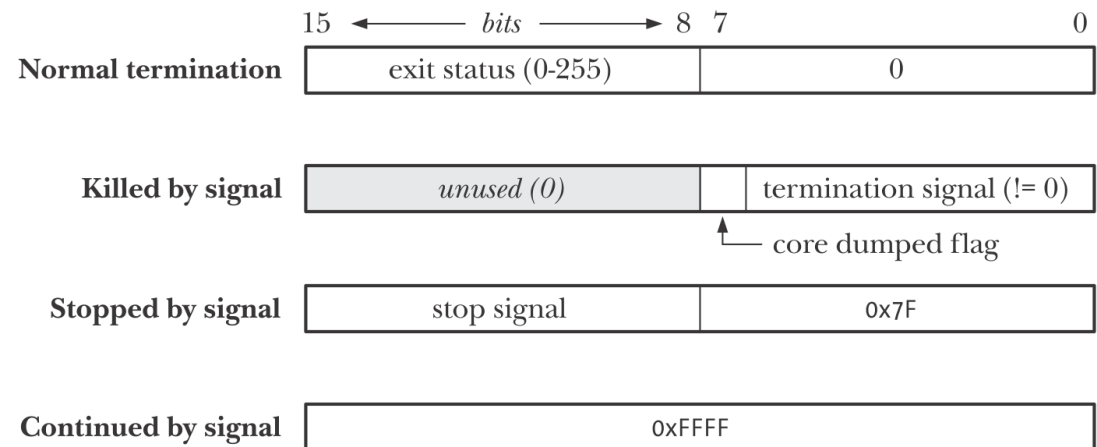 15 bits 8 7 0
Normal termination exit status (0-255) 0
Killed by signal unused (0) termination signal (!= 0)
core dumped flag
Stopped by signal stop signal 0x7F
Continued by signal 0xFFFF